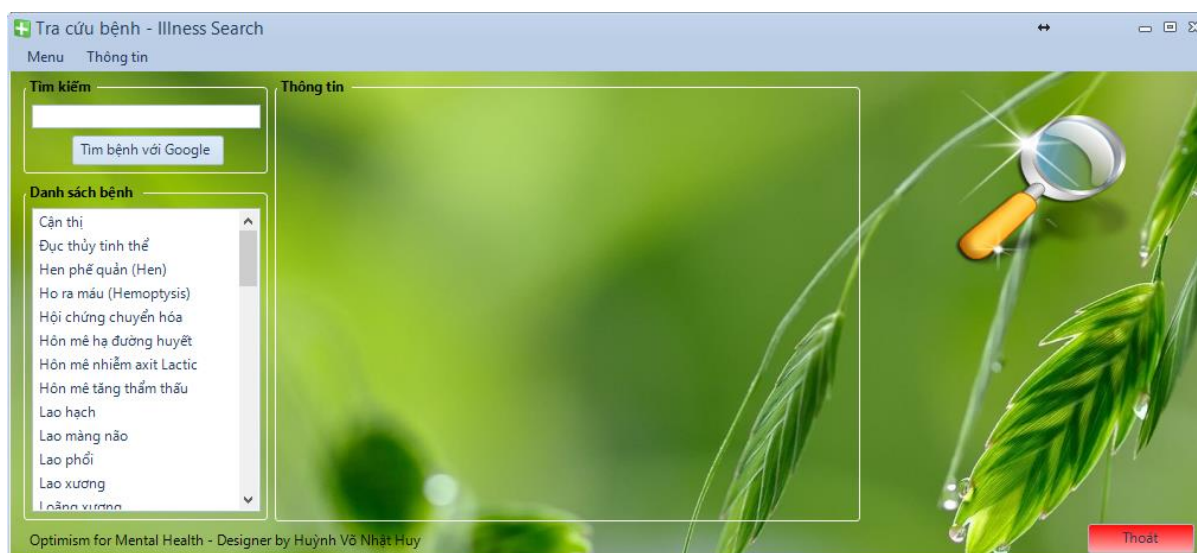 Tra cứu bệnh - Illness Search
Menu Thông tin
Tìm kiếm
Thông tin
Tìm bệnh với Google
Danh sách bệnh
Cận thị
Đục thủy tinh thể
Hen phế quản (Hen)
Ho ra máu (Hemoptysis)
Hội chứng chuyển hóa
Hôn mê hạ đường huyết
Hôn mê nhiễm axit Lactic
Hôn mê tăng thẩm thấu
Lao hạch
Lao màng não
Lao phổi
Lao xương
Loãng xương
Optimism for Mental Health - Designer by Huỳnh Võ Nhật Huy
Thoát